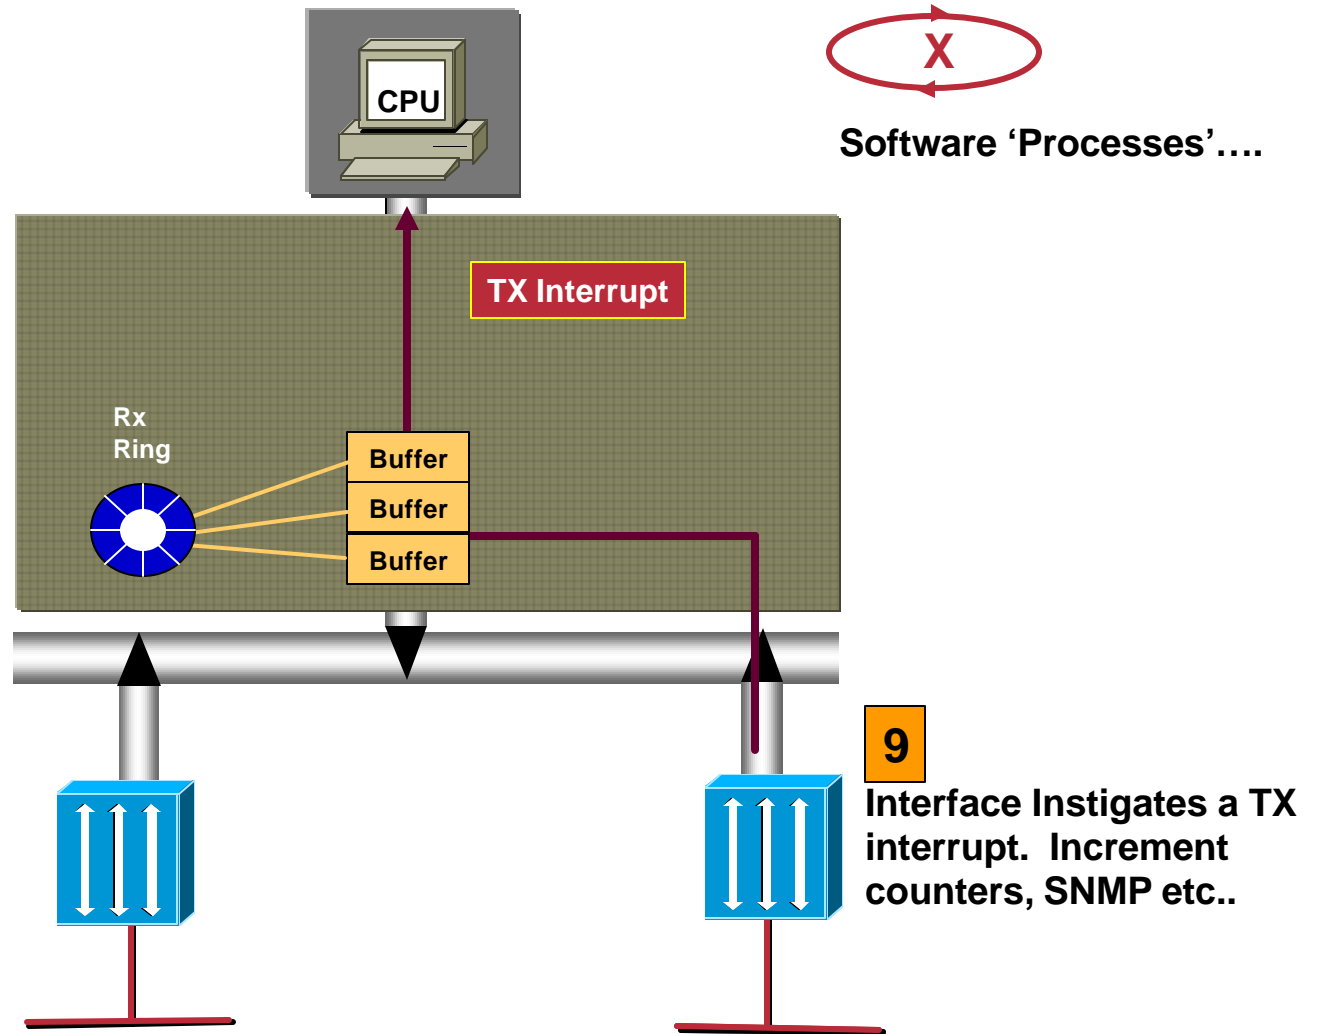 X
CPU
Software ‘Processes’….
TX Interrupt
Rx
Ring
Buffer
Buffer
Buffer
9
Interface Instigates a TX
interrupt.  Increment
counters, SNMP etc..